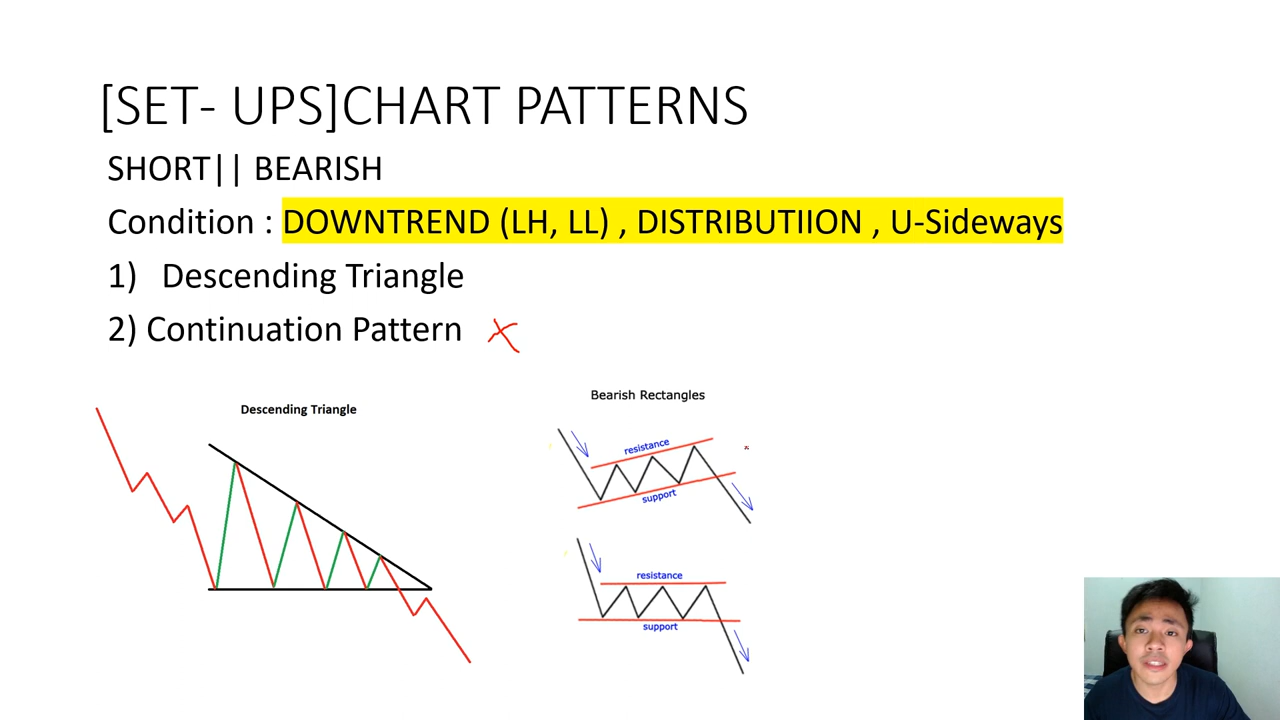 [SET- UPS]CHART PATTERNS
SHORT|| BEARISH
Condition : DOWNTREND (LH, LL) , DISTRIBUTIION , U-Sideways
1) Descending Triangle
2) Continuation Pattern
Descending Triangle
Bearish Rectangles
resistance
support
resistance
support